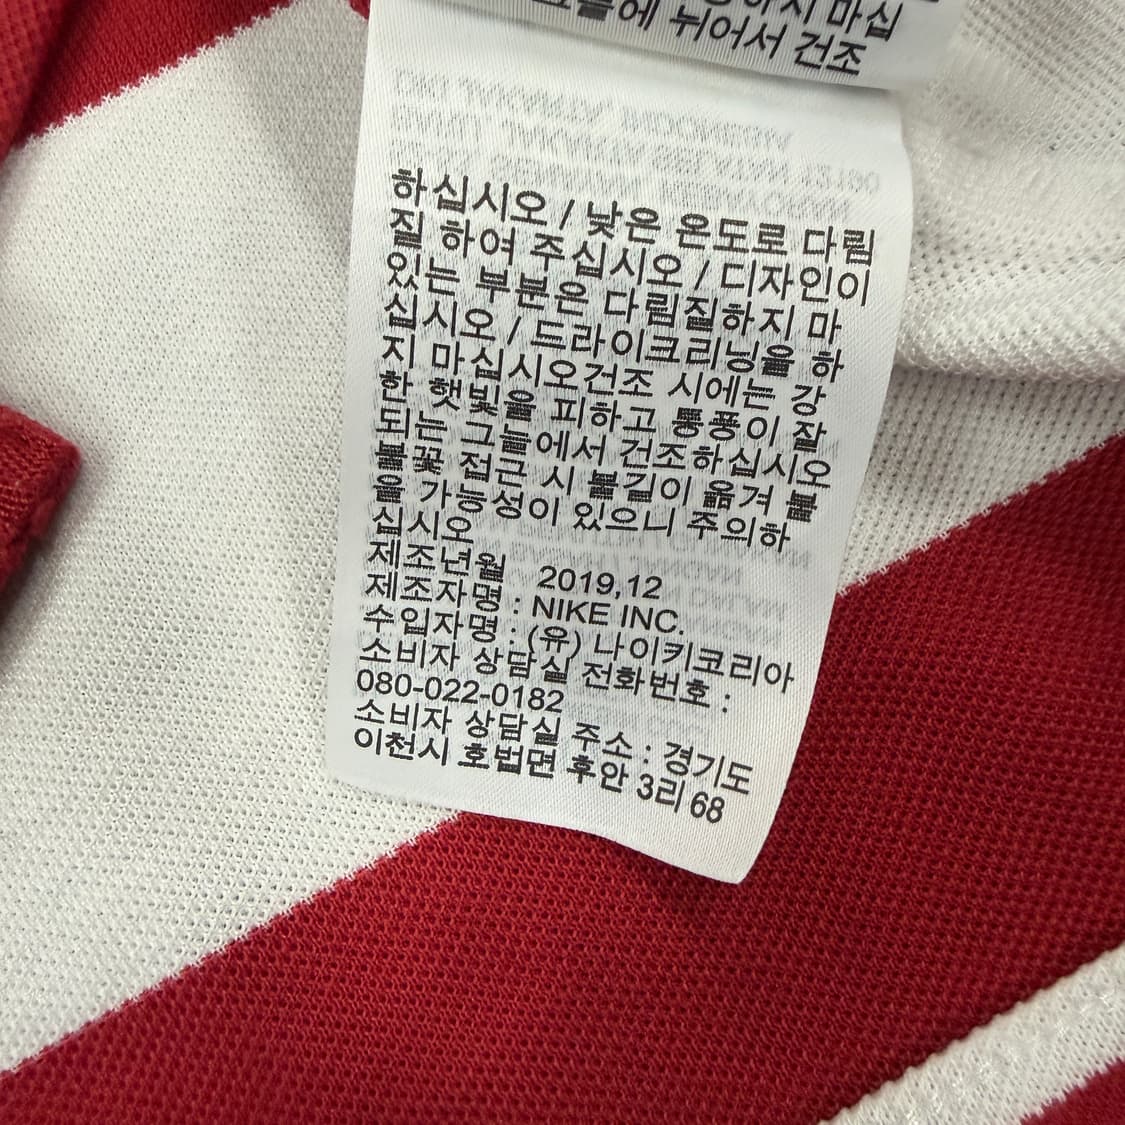 하지 마십
그늘에 뉘어서 건조
하십시오 / 낮은 온도로 다림
질 하여 주십시오 / 디자인이
있는 부분은 다림질하지 마
십시오 / 드라이크리닝을 하
지 마십시오건조 시에는 강
한 햇빛을 피하고 통풍이 잘
되는 그늘에서 건조하십시오
불꽃 접근 시 불길이 옮겨 붙
을 가능성이 있으니 주의하
십시오
제조년월 2019,12
제조자명 : NIKE INC.
수입자명 : (유) 나이키코리아
소비자 상담실 전화번호 :
080-022-0182
소비자 상담실 주소 : 경기도
이천시 호법면 후안 3리 68